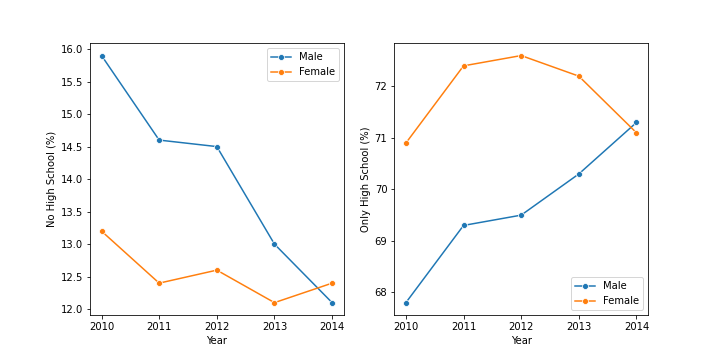 No High School (%)
16.0
15.5
15.0
14.5
14.0
13.5
13.0
12.5
12.0
2010 2011 2012 2013 2014
Year
Male
Female
Only High School (%)
72
71
70
69
68
2010 2011 2012 2013 2014
Year
Male
Female